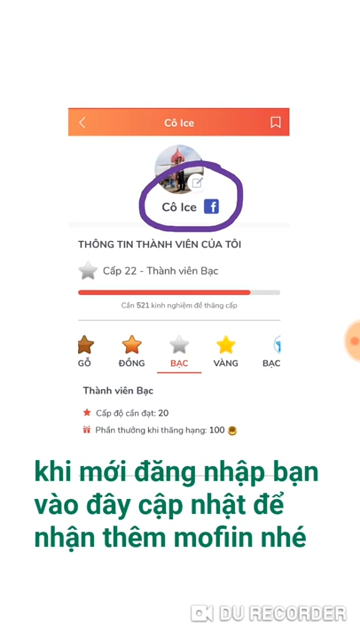 Cô Ice
Cô Ice
THÔNG TIN THÀNH VIÊN CỦA TÔI
Cấp 22 - Thành viên Bạc
Cần 521 kinh nghiệm để thăng cấp
GỖ ĐỒNG BẠC VÀNG BẠC
Thành viên Bạc
Cấp độ cần đạt: 20
Phần thưởng khi thăng hạng: 100
khi mới đăng nhập bạn
vào đây cập nhật để
nhận thêm mofiin nhé
DU RECORDER